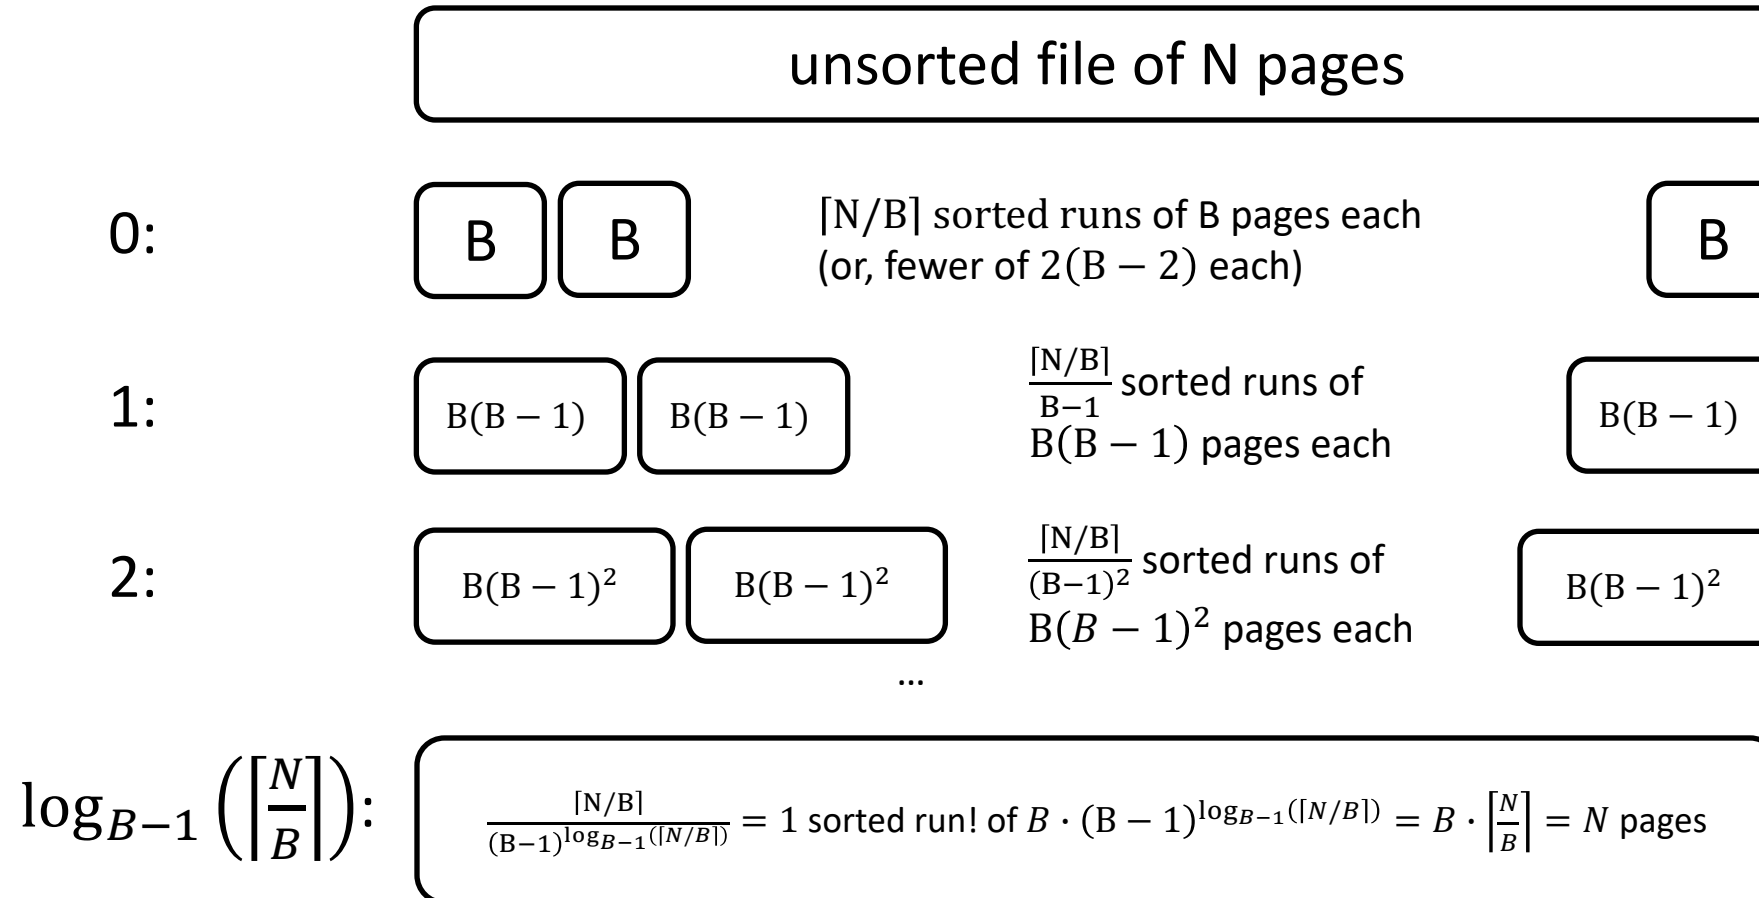 unsorted file of N pages
0:
B
B
⌈N/B⌉ sorted runs of B pages each
(or, fewer of 2(B − 2) each)
B
1:
B(B − 1)
B(B − 1)
⌈N/B⌉/(B−1) sorted runs of
B(B − 1) pages each
B(B − 1)
2:
B(B − 1)²
B(B − 1)²
⌈N/B⌉/(B−1)² sorted runs of
B(B − 1)² pages each
B(B − 1)²
...
log_{B−1}(⌈N/B⌉):
⌈N/B⌉/(B−1)^{log_{B−1}(⌈N/B⌉)} = 1 sorted run! of B · (B − 1)^{log_{B−1}(⌈N/B⌉)} = B · ⌈N/B⌉ = N pages